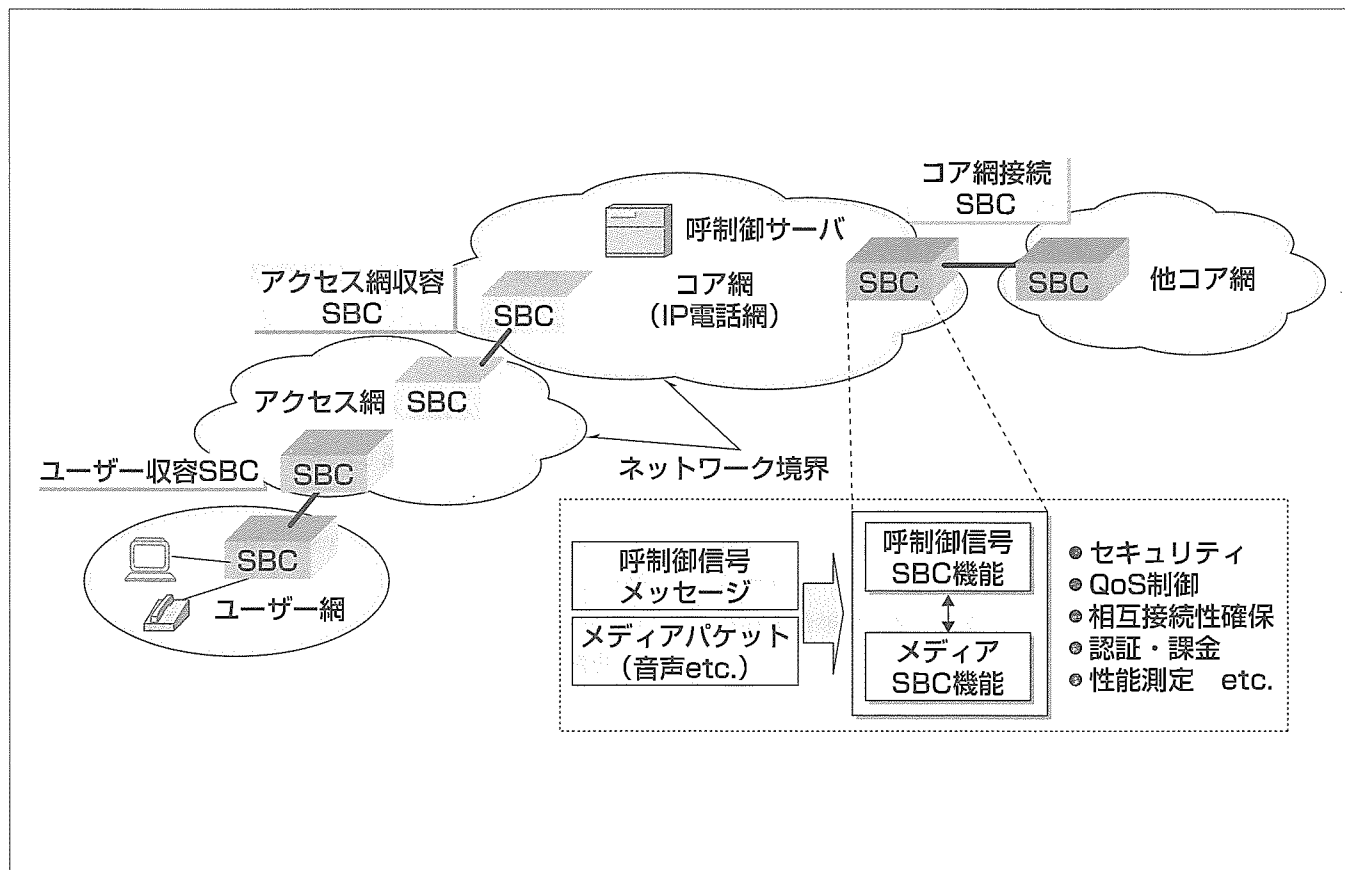 コア網接続
SBC
呼制御サーバ
アクセス網収容
SBC
SBC
コア網
（IP電話網）
SBC
SBC
他コア網
アクセス網
SBC
ユーザー収容SBC
SBC
ネットワーク境界
SBC
ユーザー網
呼制御信号
メッセージ
メディアパケット
（音声etc.）
呼制御信号
SBC機能
メディア
SBC機能
● セキュリティ
● QoS制御
● 相互接続性確保
● 認証・課金
● 性能測定　etc.